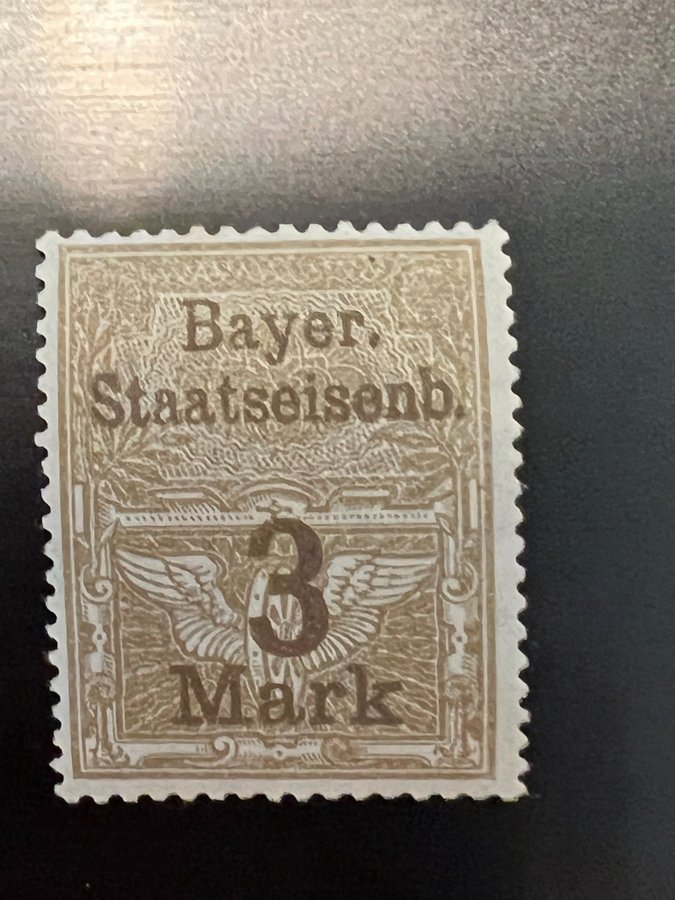 Bayer.
Staatseisenb.
3
Mark